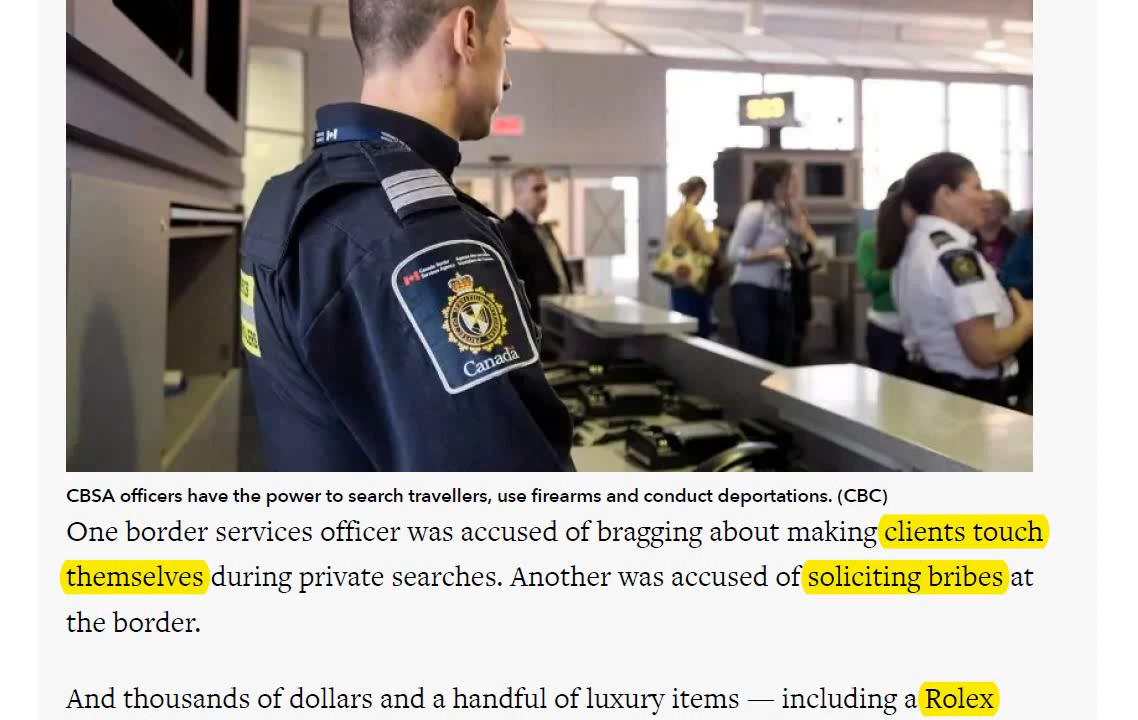 Canada
CBSA officers have the power to search travellers, use firearms and conduct deportations. (CBC)
One border services officer was accused of bragging about making clients touch
themselves during private searches. Another was accused of soliciting bribes at
the border.
And thousands of dollars and a handful of luxury items — including a Rolex